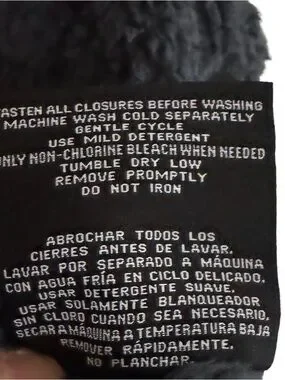 FASTEN ALL CLOSURES BEFORE WASHING
MACHINE WASH COLD SEPARATELY
GENTLE CYCLE
USE MILD DETERGENT
ONLY NON-CHLORINE BLEACH WHEN NEEDED
TUMBLE DRY LOW
REMOVE PROMPTLY
DO NOT IRON
ABROCHAR TODOS LOS
CIERRES ANTES DE LAVAR.
LAVAR POR SEPARADO A MÁQUINA
CON AGUA FRÍA EN CICLO DELICADO.
USAR DETERGENTE SUAVE.
USAR SOLAMENTE BLANQUEADOR
SIN CLORO CUANDO SEA NECESARIO.
SECAR A MÁQUINA A TEMPERATURA BAJA
REMOVER RÁPIDAMENTE.
NO PLANCHAR.